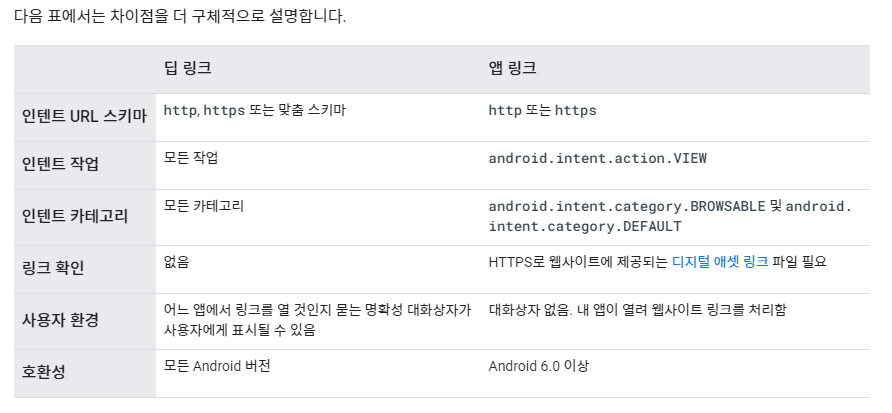 다음 표에서는 차이점을 더 구체적으로 설명합니다.
딥 링크 앱 링크
인텐트 URL 스키마 http, https 또는 맞춤 스키마 http 또는 https
인텐트 작업 모든 작업 android.intent.action.VIEW
인텐트 카테고리 모든 카테고리 android.intent.category.BROWSABLE 및 android.
intent.category.DEFAULT
링크 확인 없음 HTTPS로 웹사이트에 제공되는 디지털 애셋 링크 파일 필요
사용자 환경 어느 앱에서 링크를 열 것인지 묻는 명확성 대화상자가 대화상자 없음. 내 앱이 열려 웹사이트 링크를 처리함
사용자에게 표시될 수 있음
호환성 모든 Android 버전 Android 6.0 이상